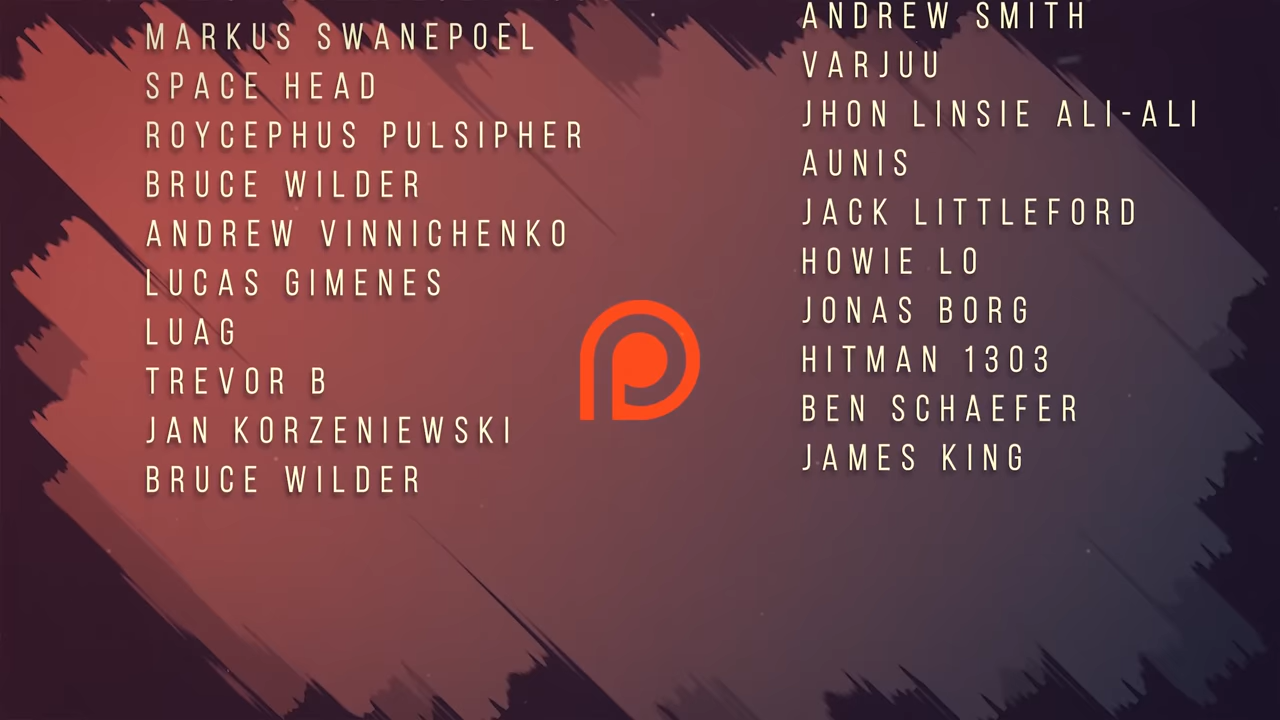 MARKUS SWANEPOEL
SPACE HEAD
ROYCEPHUS PULSIPHER
BRUCE WILDER
ANDREW VINNICHENKO
LUCAS GIMENES
LUAG
TREVOR B
JAN KORZENIEWSKI
BRUCE WILDER
ANDREW SMITH
VARJUU
JHON LINSIE ALI-ALI
AUNIS
JACK LITTLEFORD
HOWIE LO
JONAS BORG
HITMAN 1303
BEN SCHAEFER
JAMES KING